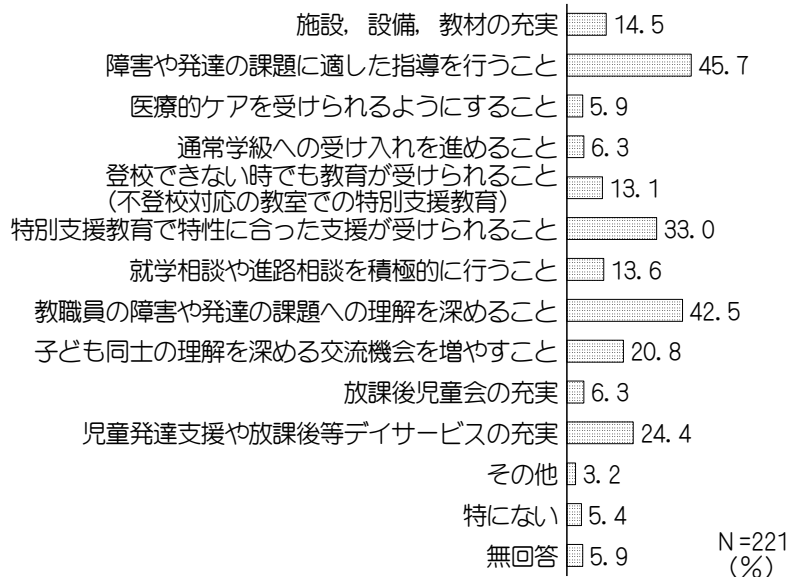 施設，設備，教材の充実 14.5
障害や発達の課題に適した指導を行うこと 45.7
医療的ケアを受けられるようにすること 5.9
通常学級への受け入れを進めること 6.3
登校できない時でも教育が受けられること
（不登校対応の教室での特別支援教育） 13.1
特別支援教育で特性に合った支援が受けられること 33.0
就学相談や進路相談を積極的に行うこと 13.6
教職員の障害や発達の課題への理解を深めること 42.5
子ども同士の理解を深める交流機会を増やすこと 20.8
放課後児童会の充実 6.3
児童発達支援や放課後等デイサービスの充実 24.4
その他 3.2
特にない 5.4
無回答 5.9
N=221
（％）